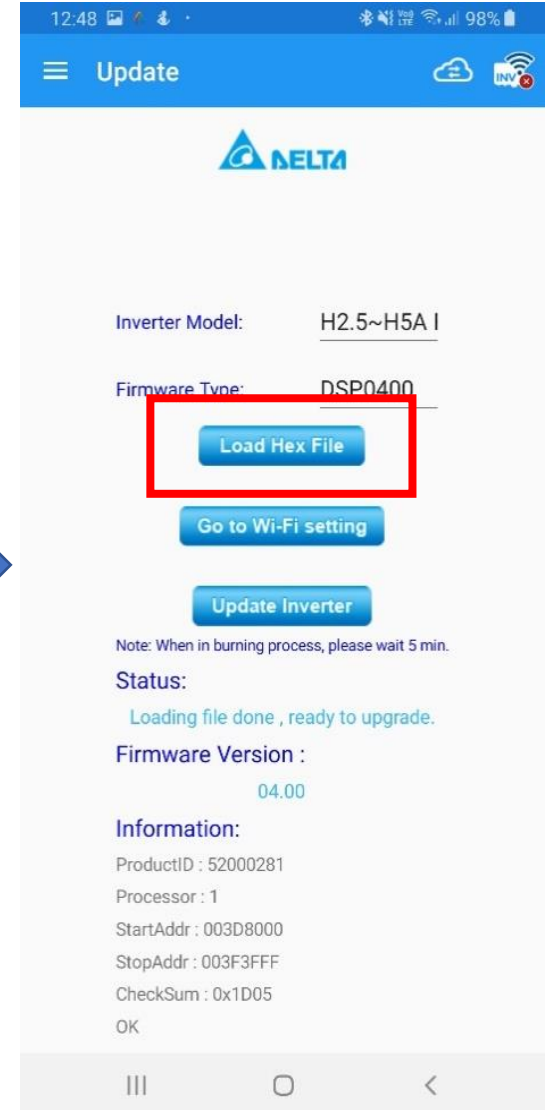 12:48 98%
Update
INV
DELTA
Inverter Model: H2.5~H5A
Firmware Type: DSP0400
Load Hex File
Go to Wi-Fi setting
Update Inverter
Note: When in burning process, please wait 5 min.
Status:
Loading file done , ready to upgrade.
Firmware Version :
04.00
Information:
ProductID : 52000281
Processor : 1
StartAddr : 003D8000
StopAddr : 003F3FFF
CheckSum : 0x1D05
OK